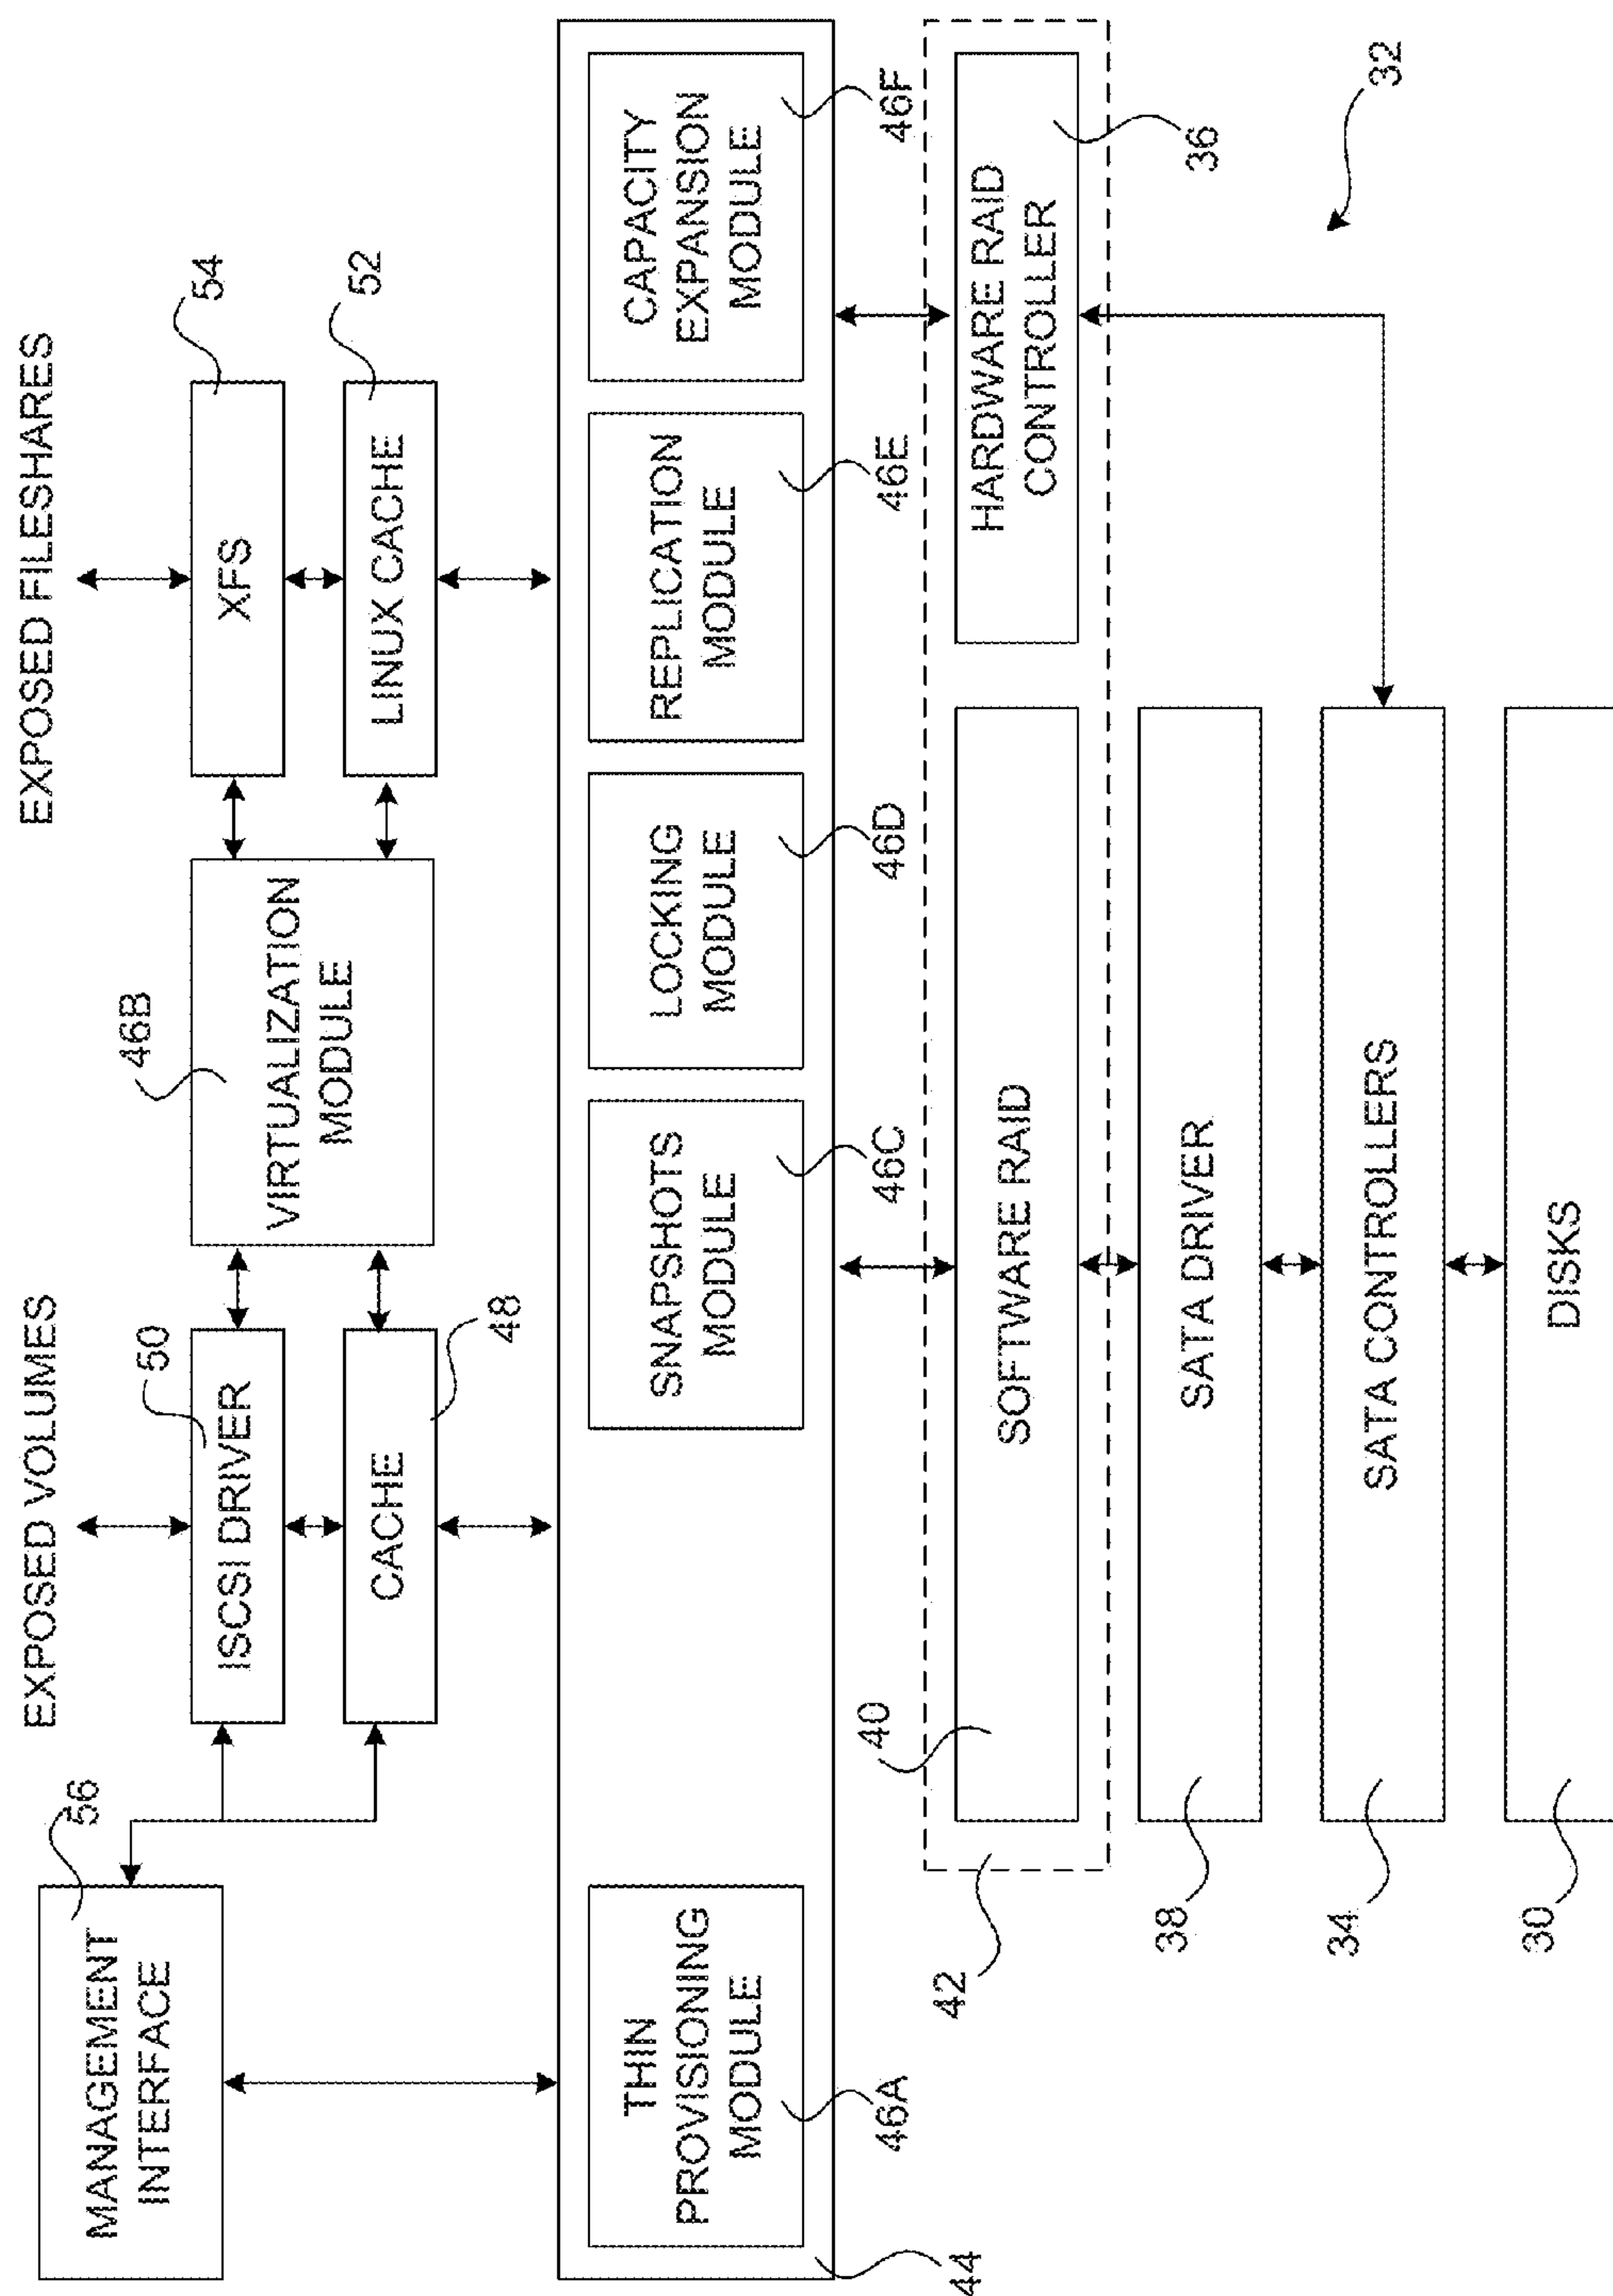 EXPOSED VOLUMES
EXPOSED FILESHARES
MANAGEMENT
INTERFACE
56
ISCSI DRIVER
50
CACHE
48
VIRTUALIZATION
MODULE
46B
XFS
54
LINUX CACHE
52
THIN
PROVISIONING
MODULE
46A
SNAPSHOTS
MODULE
46C
LOCKING
MODULE
46D
REPLICATION
MODULE
46E
CAPACITY
EXPANSION
MODULE
46F
44
40
SOFTWARE RAID
HARDWARE RAID
CONTROLLER
36
42
SATA DRIVER
38
SATA CONTROLLERS
34
DISKS
30
32